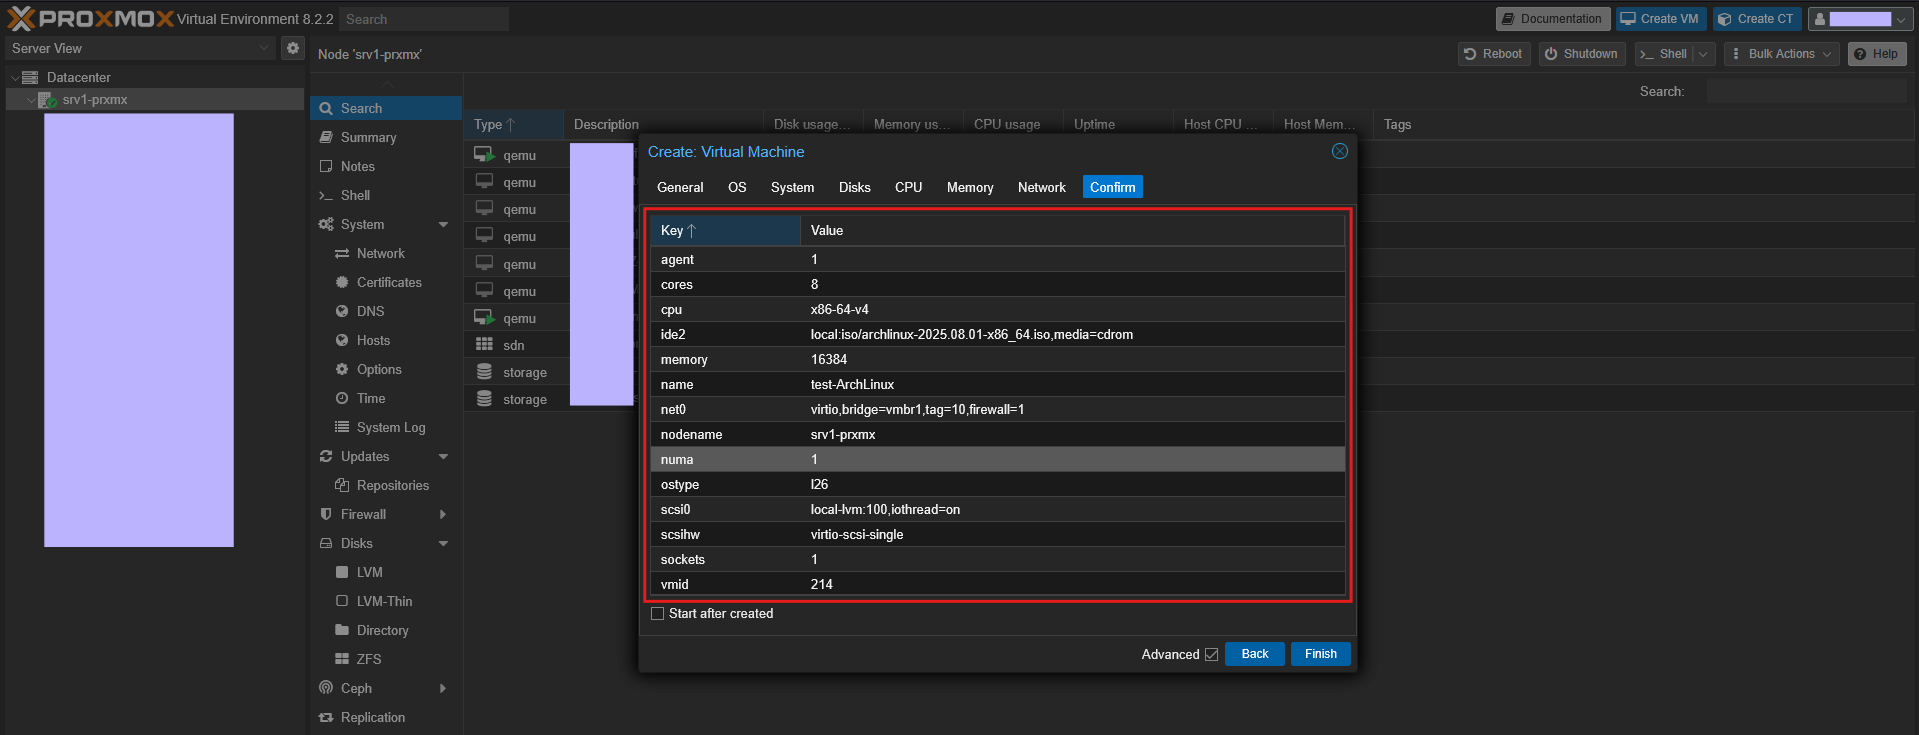 PROXMOX Virtual Environment 8.2.2 Search Documentation Create VM Create CT
Server View
Node 'srv1-prxmx' Reboot Shutdown Shell Bulk Actions Help
Datacenter
srv1-prxmx
Search
Summary
Notes
Shell
System
Network
Certificates
DNS
Hosts
Options
Time
System Log
Updates
Repositories
Firewall
Disks
LVM
LVM-Thin
Directory
ZFS
Ceph
Replication
Search:
Type Description Disk usage... Memory us... CPU usage Uptime Host CPU ... Host Mem... Tags
qemu
qemu
qemu
qemu
qemu
qemu
qemu
sdn
storage
storage
Create: Virtual Machine
General OS System Disks CPU Memory Network Confirm
Key Value
agent 1
cores 8
cpu x86-64-v4
ide2 local:iso/archlinux-2025.08.01-x86_64.iso,media=cdrom
memory 16384
name test-ArchLinux
net0 virtio,bridge=vmbr1,tag=10,firewall=1
nodename srv1-prxmx
numa 1
ostype l26
scsi0 local-lvm:100,iothread=on
scsihw virtio-scsi-single
sockets 1
vmid 214
Start after created
Advanced Back Finish